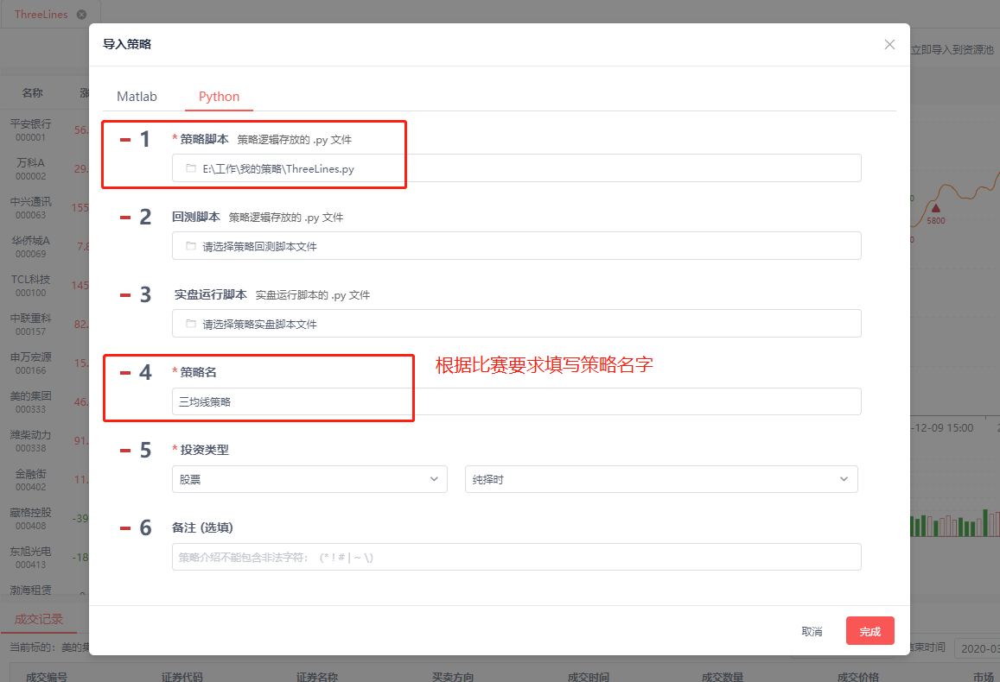 ThreeLines
导入策略
立即导入到资源池
Matlab Python
名称
平安银行
000001
56.
1 *策略脚本 策略逻辑存放的 .py 文件
E:\工作\我的策略\ThreeLines.py
万科A
000002
29.
中兴通讯
000063
155
2 回测脚本 策略逻辑存放的 .py 文件
请选择策略回测脚本文件
5800
华侨城A
000069
7.8
TCL科技
000100
145
3 实盘运行脚本 实盘运行脚本的 .py 文件
请选择策略实盘脚本文件
中联重科
000157
82.
申万宏源
000166
15.
4 *策略名
根据比赛要求填写策略名字
三均线策略
美的集团
000333
46.
-12-09 15:00
潍柴动力
000338
91.
5 *投资类型
股票 纯择时
金融街
000402
11.
藏格控股
000408
-39
6 备注 (选填)
策略介绍不能包含非法字符： (* ! # | ~ \)
东旭光电
000413
-18
渤海租赁
成交记录
取消 完成
当前标的: 美的集
结束时间 2020-03
成交编号 证券代码 证券名称 买卖方向 成交时间 成交数量 成交价格 市场